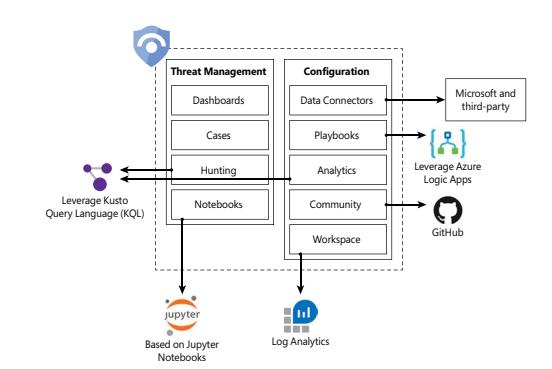 Threat Management
Configuration
Dashboards
Data Connectors
Microsoft and
third-party
Cases
Playbooks
Leverage Azure
Logic Apps
Hunting
Analytics
Leverage Kusto
Query Language (KQL)
Notebooks
Community
GitHub
Workspace
jupyter
Based on Jupyter
Notebooks
Log Analytics